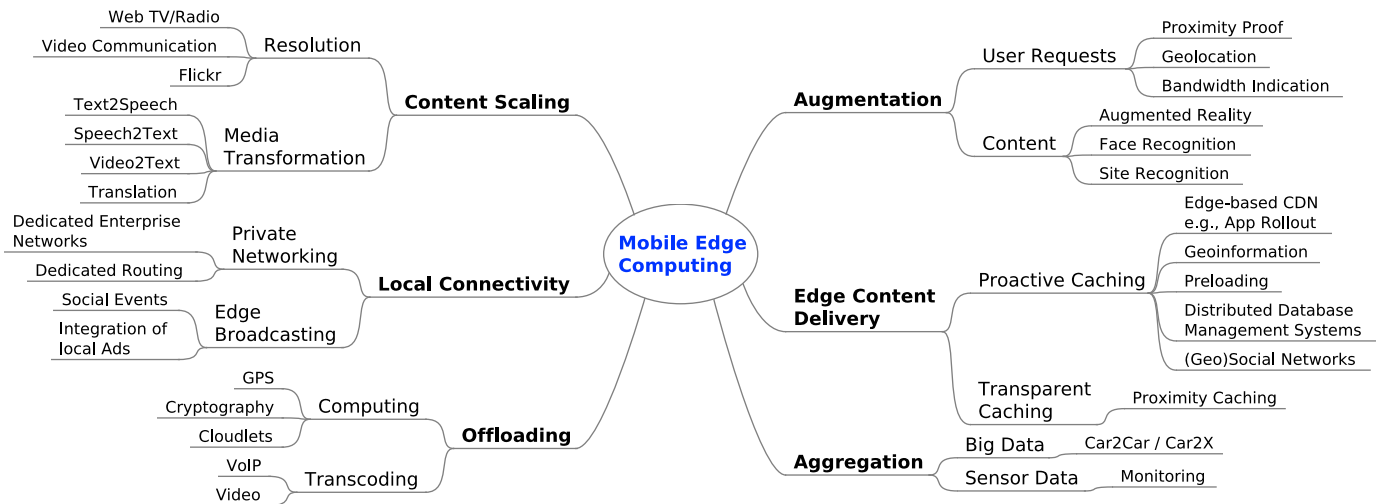 Mobile Edge
Computing
Content Scaling
Resolution
Web TV/Radio
Video Communication
Flickr
Media
Transformation
Text2Speech
Speech2Text
Video2Text
Translation
Local Connectivity
Private
Networking
Dedicated Enterprise
Networks
Dedicated Routing
Edge
Broadcasting
Social Events
Integration of
local Ads
Offloading
Computing
GPS
Cryptography
Cloudlets
Transcoding
VoIP
Video
Augmentation
User Requests
Proximity Proof
Geolocation
Bandwidth Indication
Content
Augmented Reality
Face Recognition
Site Recognition
Edge Content
Delivery
Proactive Caching
Edge-based CDN
e.g., App Rollout
Geoinformation
Preloading
Distributed Database
Management Systems
(Geo)Social Networks
Transparent
Caching
Proximity Caching
Aggregation
Big Data
Car2Car / Car2X
Sensor Data
Monitoring